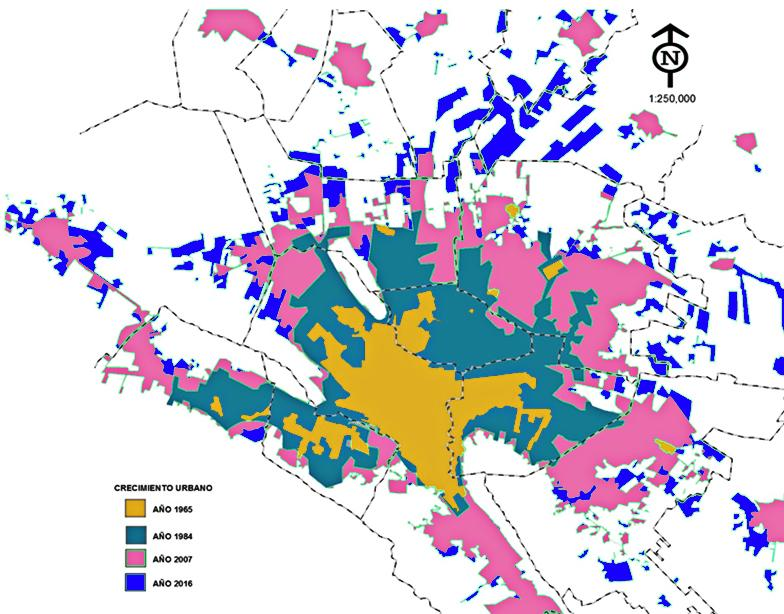 N
1:250,000
CRECIMIENTO URBANO
AÑO 1965
AÑO 1984
AÑO 2007
AÑO 2016